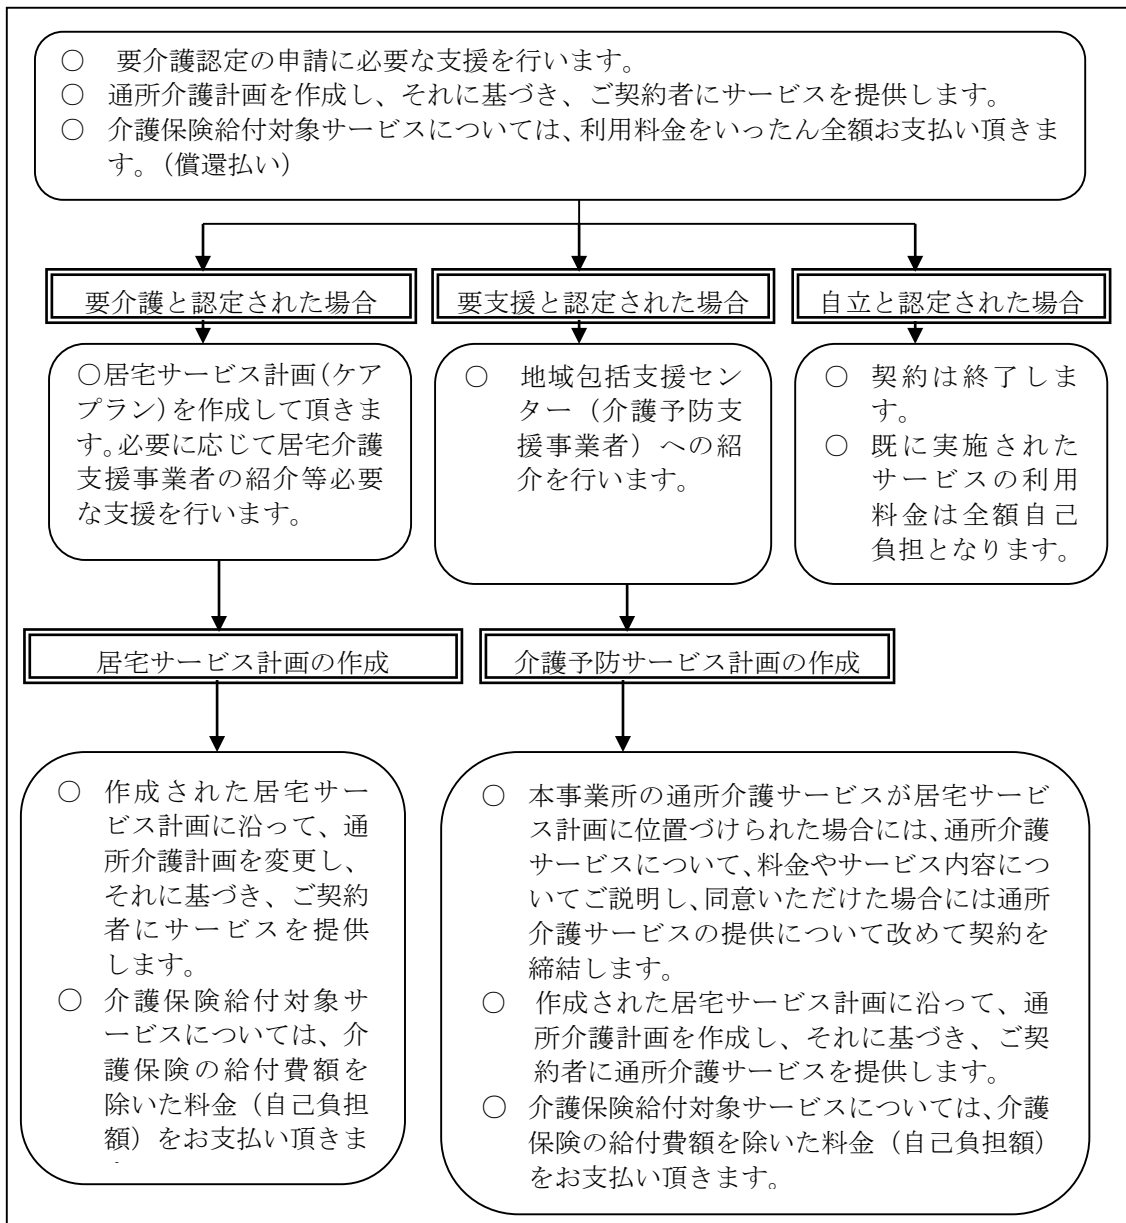 ○ 要介護認定の申請に必要な支援を行います。
○ 通所介護計画を作成し、それに基づき、ご契約者にサービスを提供します。
○ 介護保険給付対象サービスについては、利用料金をいったん全額お支払い頂きま
す。（償還払い）
要介護と認定された場合
要支援と認定された場合
自立と認定された場合
○居宅サービス計画（ケア
プラン）を作成して頂きま
す。必要に応じて居宅介護
支援事業者の紹介等必要
な支援を行います。
○ 地域包括支援セン
ター（介護予防支
援事業者）への紹
介を行います。
○ 契約は終了しま
す。
○ 既に実施された
サービスの利用
料金は全額自己
負担となります。
居宅サービス計画の作成
介護予防サービス計画の作成
○ 作成された居宅サー
ビス計画に沿って、通
所介護計画を変更し、
それに基づき、ご契約
者にサービスを提供
します。
○ 介護保険給付対象サ
ービスについては、介
護保険の給付費額を
除いた料金（自己負担
額）をお支払い頂きま
○ 本事業所の通所介護サービスが居宅サービ
ス計画に位置づけられた場合には、通所介護
サービスについて、料金やサービス内容につ
いてご説明し、同意いただけた場合には通所
介護サービスの提供について改めて契約を
締結します。
○ 作成された居宅サービス計画に沿って、通
所介護計画を作成し、それに基づき、ご契
約者に通所介護サービスを提供します。
○ 介護保険給付対象サービスについては、介護
保険の給付費額を除いた料金（自己負担額）
をお支払い頂きます。